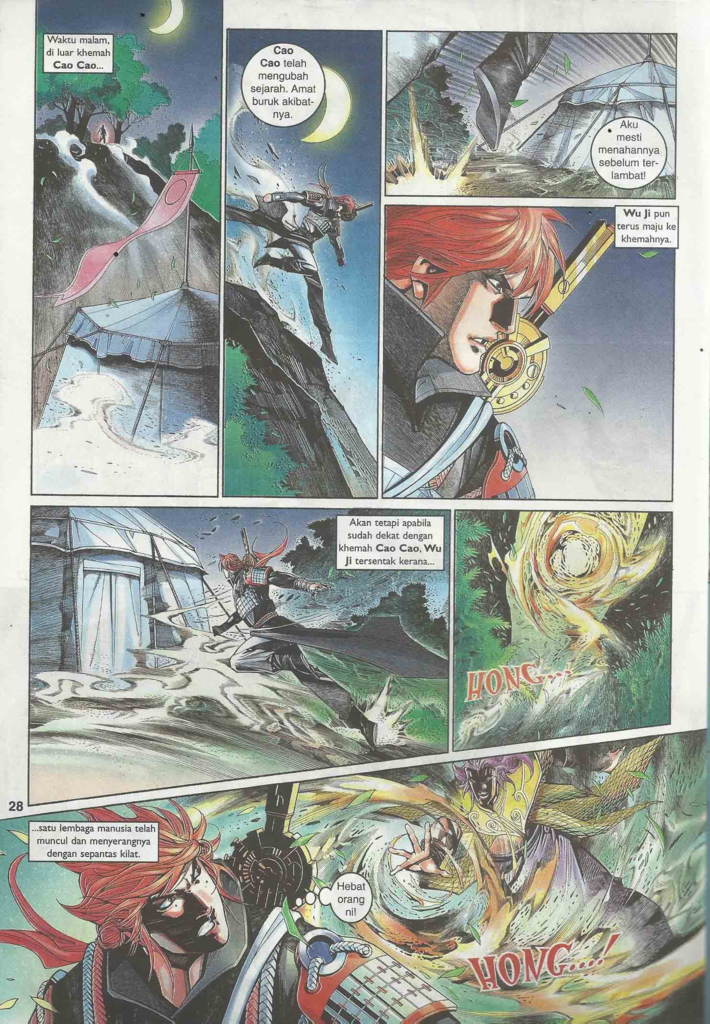 Waktu malam,
di luar khemah
Cao Cao...
Cao
Cao telah
mengubah
sejarah. Amat
buruk akibat-
nya.
Aku
mesti
menahannya
sebelum ter-
lambat!
Wu Ji pun
terus maju ke
khemahnya.
Akan tetapi apabila
sudah dekat dengan
khemah Cao Cao, Wu
Ji tersentak kerana...
HONG...!
28
...satu lembaga manusia telah
muncul dan menyerangnya
dengan sepantas kilat.
Hebat
orang
ni!
HONG....!